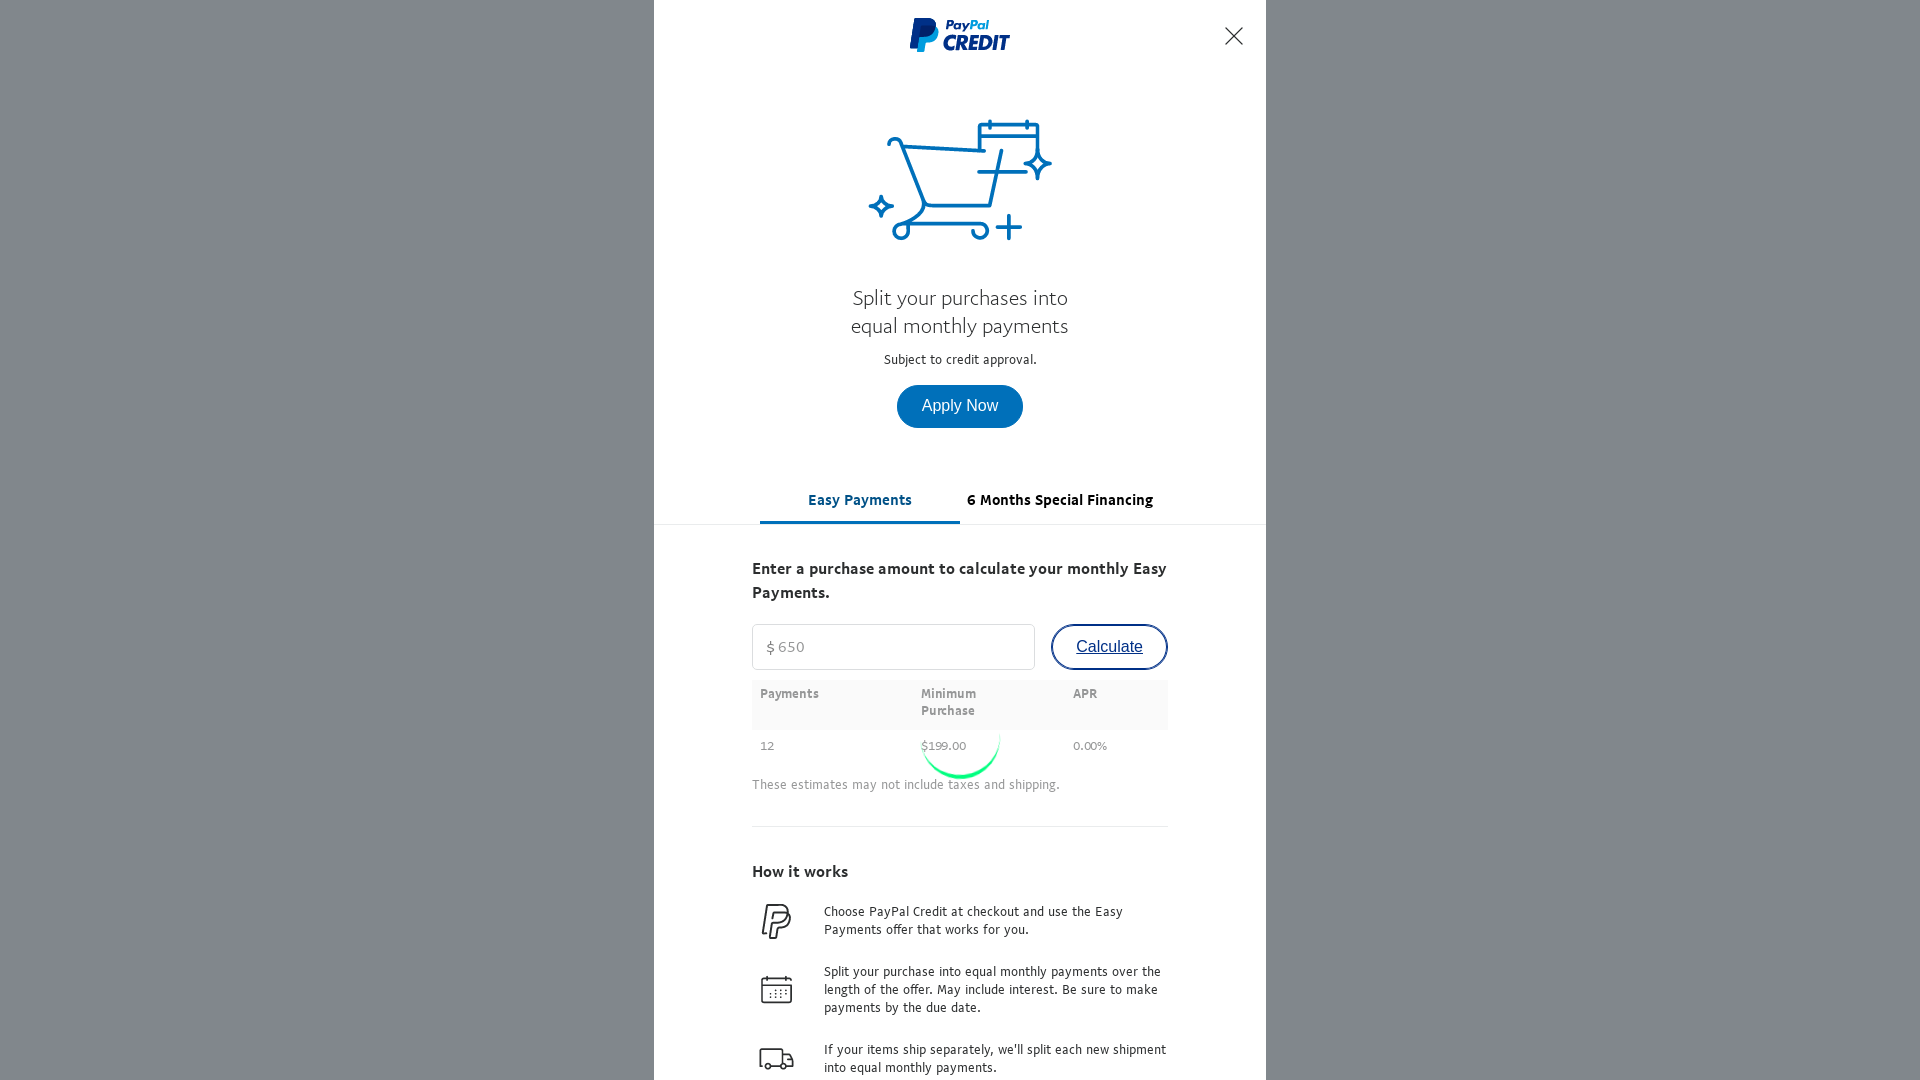 PayPal
CREDIT
Split your purchases into
equal monthly payments
Subject to credit approval.
Apply Now
Easy Payments
6 Months Special Financing
Enter a purchase amount to calculate your monthly Easy
Payments.
$ 650
Calculate
Payments
Minimum
Purchase
APR
12
$199.00
0.00%
These estimates may not include taxes and shipping.
How it works
Choose PayPal Credit at checkout and use the Easy
Payments offer that works for you.
Split your purchase into equal monthly payments over the
length of the offer. May include interest. Be sure to make
payments by the due date.
If your items ship separately, we'll split each new shipment
into equal monthly payments.